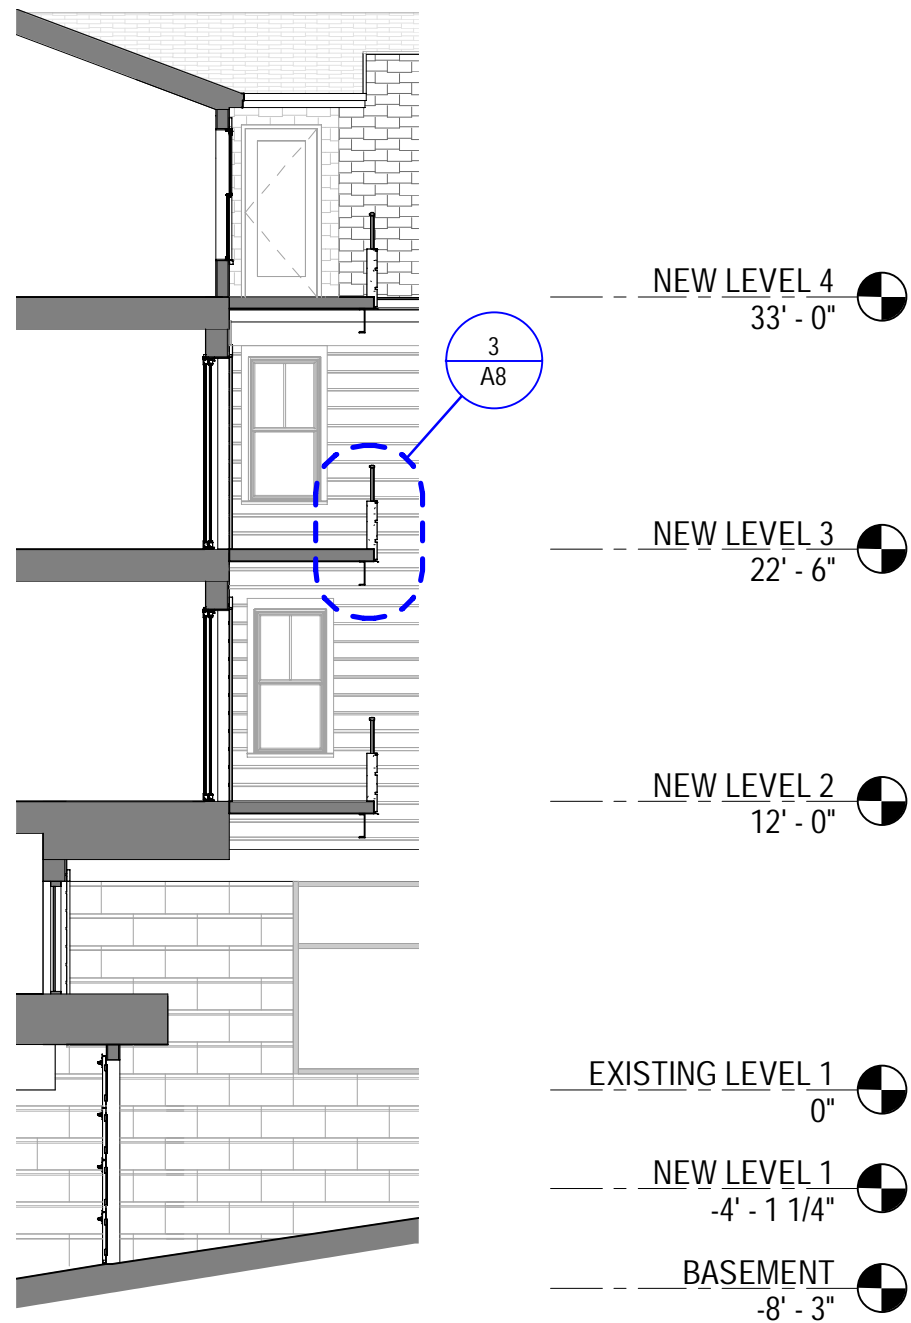 NEW LEVEL 4
33' - 0"
3
A8
NEW LEVEL 3
22' - 6"
NEW LEVEL 2
12' - 0"
EXISTING LEVEL 1
0"
NEW LEVEL 1
-4' - 1 1/4"
BASEMENT
-8' - 3"